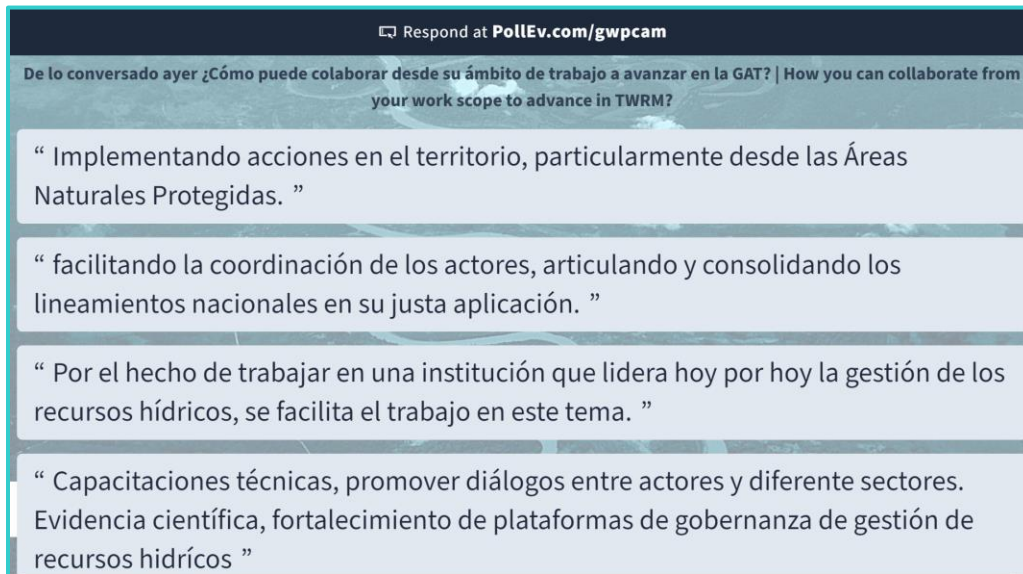 Respond at PollEv.com/gwpcam
De lo conversado ayer ¿Cómo puede colaborar desde su ámbito de trabajo a avanzar en la GAT? | How you can collaborate from
your work scope to advance in TWRM?
“ Implementando acciones en el territorio, particularmente desde las Áreas
Naturales Protegidas. ”
“ facilitando la coordinación de los actores, articulando y consolidando los
lineamientos nacionales en su justa aplicación. ”
“ Por el hecho de trabajar en una institución que lidera hoy por hoy la gestión de los
recursos hídricos, se facilita el trabajo en este tema. ”
“ Capacitaciones técnicas, promover diálogos entre actores y diferente sectores.
Evidencia científica, fortalecimiento de plataformas de gobernanza de gestión de
recursos hidrícos ”